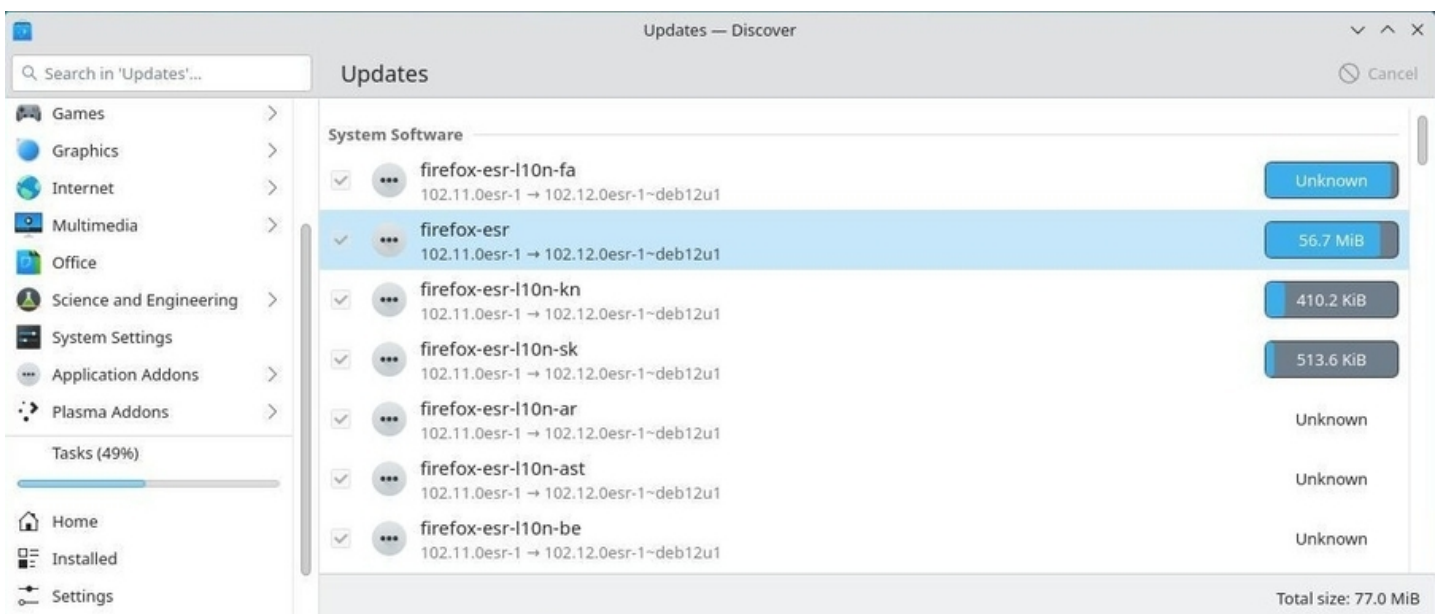 Updates — Discover
Search in 'Updates'...
Updates
Cancel
Games
Graphics
Internet
Multimedia
Office
Science and Engineering
System Settings
Application Addons
Plasma Addons
Tasks (49%)
Home
Installed
Settings
System Software
firefox-esr-l10n-fa
102.11.0esr-1 → 102.12.0esr-1~deb12u1
Unknown
firefox-esr
102.11.0esr-1 → 102.12.0esr-1~deb12u1
56.7 MiB
firefox-esr-l10n-kn
102.11.0esr-1 → 102.12.0esr-1~deb12u1
410.2 KiB
firefox-esr-l10n-sk
102.11.0esr-1 → 102.12.0esr-1~deb12u1
513.6 KiB
firefox-esr-l10n-ar
102.11.0esr-1 → 102.12.0esr-1~deb12u1
Unknown
firefox-esr-l10n-ast
102.11.0esr-1 → 102.12.0esr-1~deb12u1
Unknown
firefox-esr-l10n-be
102.11.0esr-1 → 102.12.0esr-1~deb12u1
Unknown
Total size: 77.0 MiB